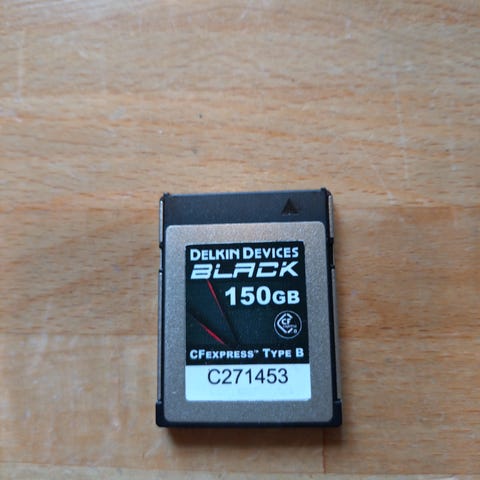 DELKIN DEVICES
BLACK
150GB
CFEXPRESS™ TYPE B
C271453